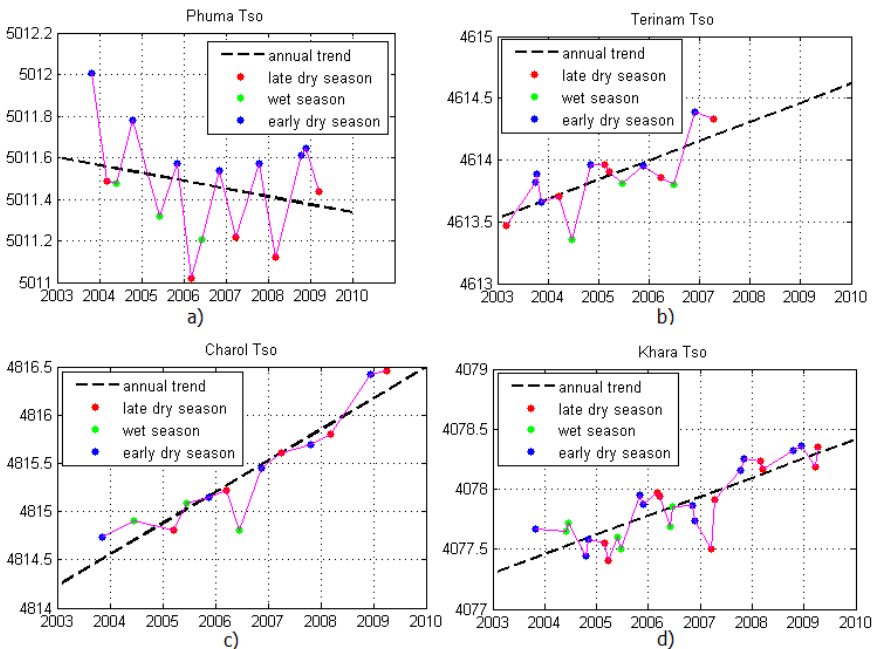 Phuma Tso
5012.2
5012
5011.8
5011.6
5011.4
5011.2
5011
2003 2004 2005 2006 2007 2008 2009 2010
annual trend
late dry season
wet season
early dry season
a)
Terinam Tso
4615
4614.5
4614
4613.5
4613
2003 2004 2005 2006 2007 2008 2009 2010
annual trend
late dry season
wet season
early dry season
b)
Charol Tso
4816.5
4816
4815.5
4815
4814.5
4814
2003 2004 2005 2006 2007 2008 2009 2010
annual trend
late dry season
wet season
early dry season
c)
Khara Tso
4079
4078.5
4078
4077.5
4077
2003 2004 2005 2006 2007 2008 2009 2010
annual trend
late dry season
wet season
early dry season
d)